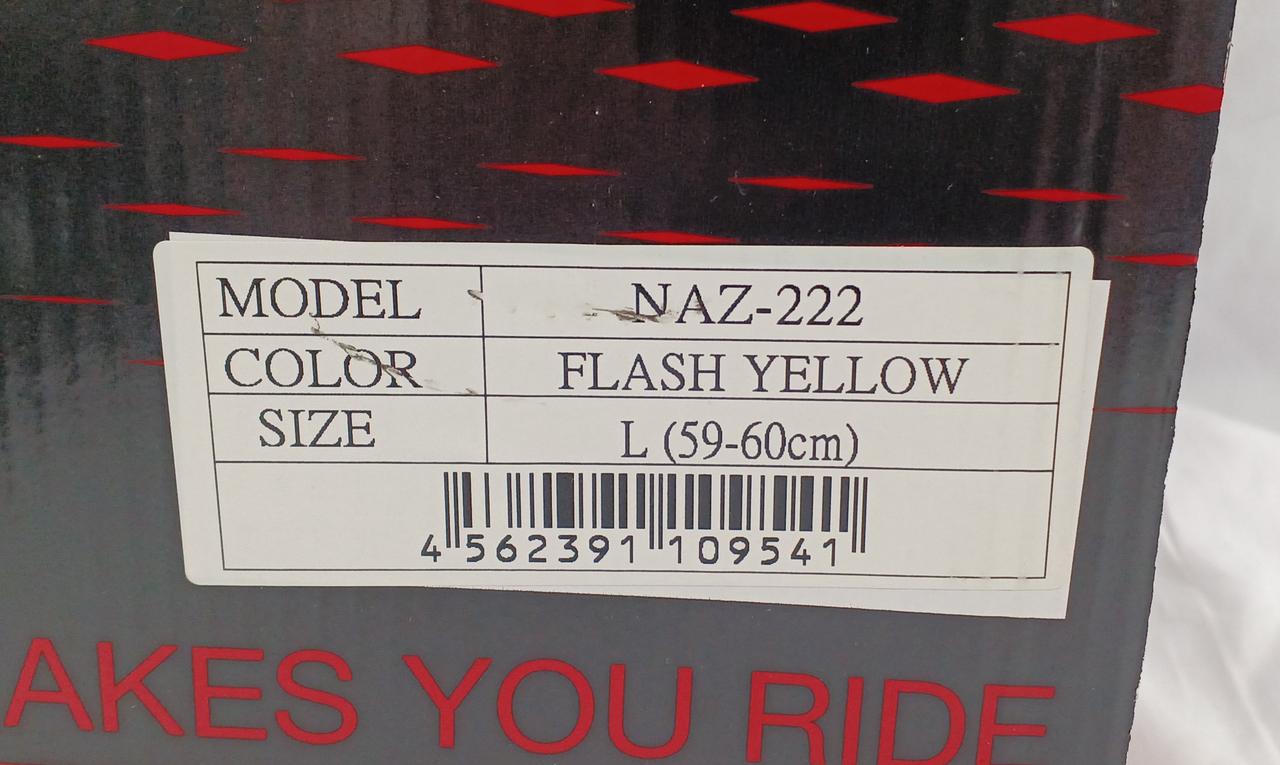 MODEL NAZ-222
COLOR FLASH YELLOW
SIZE L (59-60cm)
4 562391 109541
AKES YOU RIDE